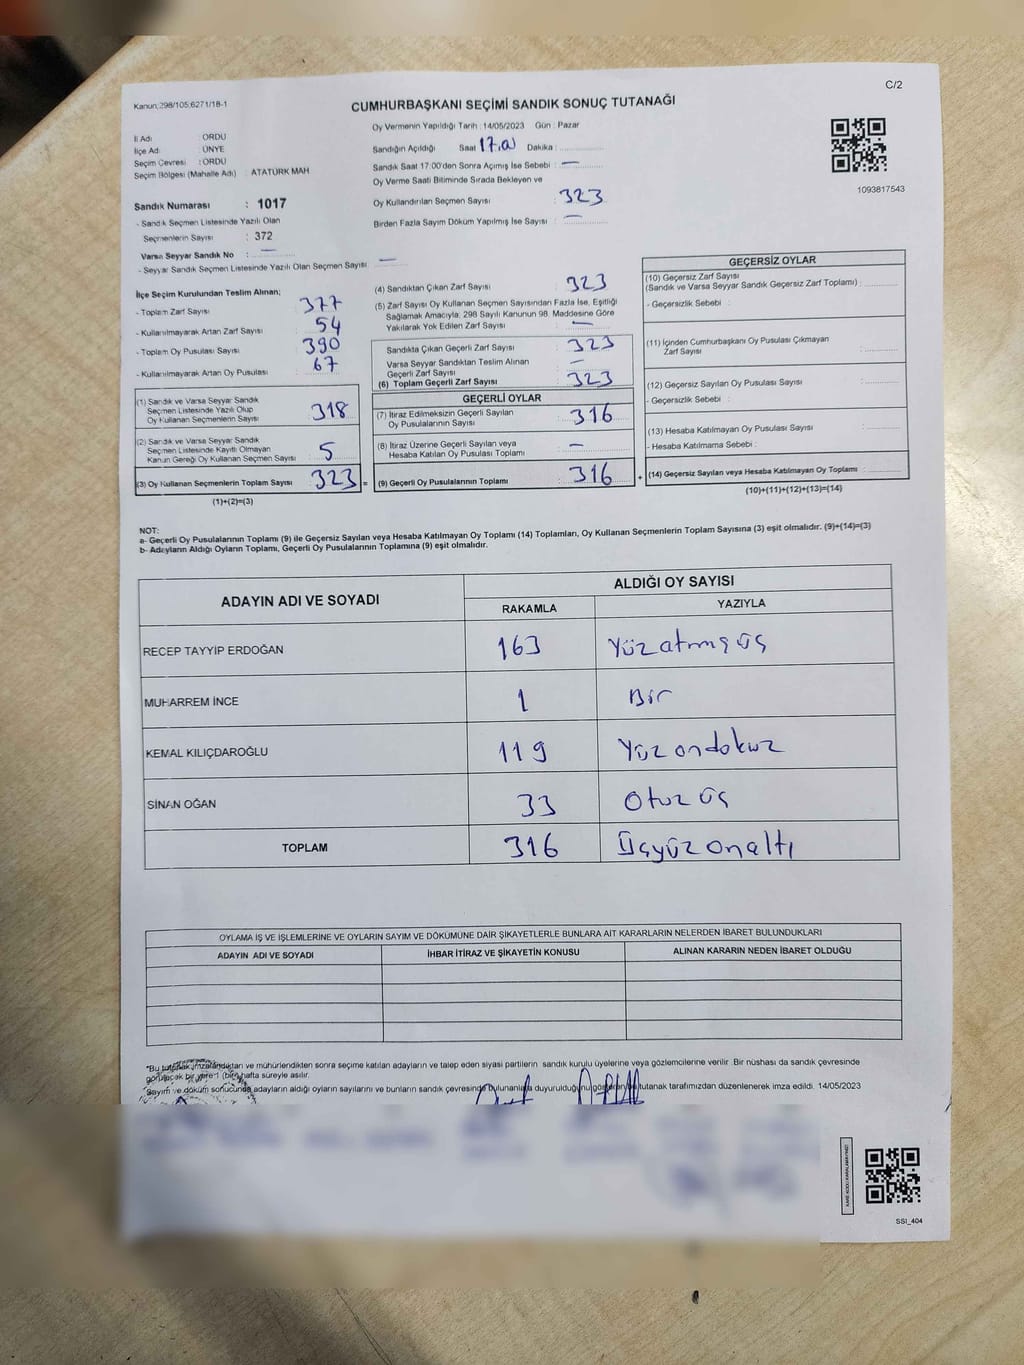 C/2
Kanun:298/105;6271/18-1
CUMHURBAŞKANI SEÇİMİ SANDIK SONUÇ TUTANAĞI
Oy Vermenin Yapıldığı Tarih : 14/05/2023 Gün : Pazar
İl Adı : ORDU
İlçe Adı : ÜNYE
Seçim Çevresi : ORDU
Seçim Bölgesi (Mahalle Adı) : ATATÜRK MAH
Sandık Numarası : 1017
- Sandık Seçmen Listesinde Yazılı Olan
Seçmenlerin Sayısı : 372
Varsa Seyyar Sandık No : —
- Seyyar Sandık Seçmen Listesinde Yazılı Olan Seçmen Sayısı —
Sandığın Açıldığı Saat 17.00 Dakika :
Sandık Saat 17:00'den Sonra Açılmış İse Sebebi : —
Oy Verme Saati Bitiminde Sırada Bekleyen ve
Oy Kullandırılan Seçmen Sayısı : 323
Birden Fazla Sayım Döküm Yapılmış İse Sayısı : —
1093817543
İlçe Seçim Kurulundan Teslim Alınan;
- Toplam Zarf Sayısı : 377
- Kullanılmayarak Artan Zarf Sayısı : 54
- Toplam Oy Pusulası Sayısı : 390
- Kullanılmayarak Artan Oy Pusulası : 67
(1) Sandık ve Varsa Seyyar Sandık
Seçmen Listesinde Yazılı Olup
Oy Kullanan Seçmenlerin Sayısı : 318
(2) Sandık ve Varsa Seyyar Sandık
Seçmen Listesinde Kayıtlı Olmayan
Kanun Gereği Oy Kullanan Seçmen Sayısı : 5
(3) Oy Kullanan Seçmenlerin Toplam Sayısı : 323 =
(1)+(2)=(3)
(4) Sandıktan Çıkan Zarf Sayısı : 323
(5) Zarf Sayısı Oy Kullanan Seçmen Sayısından Fazla İse, Eşitliği
Sağlamak Amacıyla; 298 Sayılı Kanunun 98. Maddesine Göre
Yakılarak Yok Edilen Zarf Sayısı : —
Sandıkta Çıkan Geçerli Zarf Sayısı : 323
Varsa Seyyar Sandıktan Teslim Alınan
Geçerli Zarf Sayısı : —
(6) Toplam Geçerli Zarf Sayısı : 323
GEÇERLİ OYLAR
(7) İtiraz Edilmeksizin Geçerli Sayılan
Oy Pusulalarının Sayısı : 316
(8) İtiraz Üzerine Geçerli Sayılan veya
Hesaba Katılan Oy Pusulası Toplamı : —
(9) Geçerli Oy Pusulalarının Toplamı : 316 +
GEÇERSİZ OYLAR
(10) Geçersiz Zarf Sayısı
(Sandık ve Varsa Seyyar Sandık Geçersiz Zarf Toplamı) :
- Geçersizlik Sebebi :
(11) İçinden Cumhurbaşkanı Oy Pusulası Çıkmayan
Zarf Sayısı :
(12) Geçersiz Sayılan Oy Pusulası Sayısı :
- Geçersizlik Sebebi :
(13) Hesaba Katılmayan Oy Pusulası Sayısı :
- Hesaba Katılmama Sebebi :
(14) Geçersiz Sayılan veya Hesaba Katılmayan Oy Toplamı :
(10)+(11)+(12)+(13)=(14)
NOT:
a- Geçerli Oy Pusulalarının Toplamı (9) ile Geçersiz Sayılan veya Hesaba Katılmayan Oy Toplamı (14) Toplamları, Oy Kullanan Seçmenlerin Toplam Sayısına (3) eşit olmalıdır. (9)+(14)=(3)
b- Adayların Aldığı Oyların Toplamı, Geçerli Oy Pusulalarının Toplamına (9) eşit olmalıdır.
ADAYIN ADI VE SOYADI ALDIĞI OY SAYISI
RAKAMLA YAZIYLA
RECEP TAYYİP ERDOĞAN 163 Yüz atmış üç
MUHARREM İNCE 1 Bir
KEMAL KILIÇDAROĞLU 119 Yüz ondokuz
SİNAN OĞAN 33 Otuz üç
TOPLAM 316 Üçyüz onaltı
OYLAMA İŞ VE İŞLEMLERİNE VE OYLARIN SAYIM VE DÖKÜMÜNE DAİR ŞİKAYETLERLE BUNLARA AİT KARARLARIN NELERDEN İBARET BULUNDUKLARI
ADAYIN ADI VE SOYADI İHBAR İTİRAZ VE ŞİKAYETİN KONUSU ALINAN KARARIN NEDEN İBARET OLDUĞU
*Bu tutanak imzalandıktan ve mühürlendikten sonra seçime katılan adayların ve talep eden siyasi partilerin sandık kurulu üyelerine veya gözlemcilerine verilir. Bir nüshası da sandık çevresinde
görülecek bir yere 1 (bir) hafta süreyle asılır.
Sayım ve döküm sonucunda adayların aldığı oyların sayılarını ve bunların sandık çevresinde bulunanlara duyurulduğunu gösteren bu tutanak tarafımızdan düzenlenerek imza edildi. 14/05/2023
SSI_404